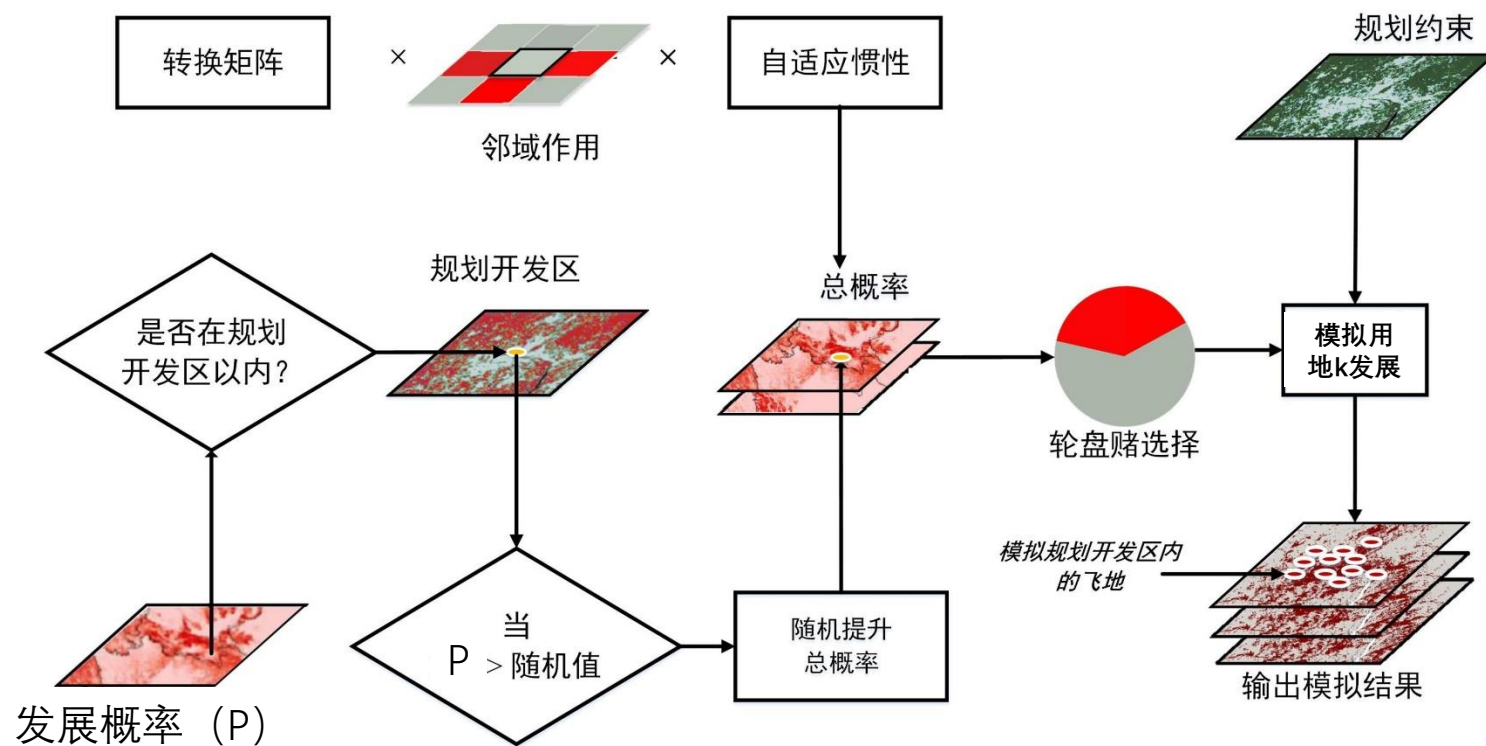 规划约束
转换矩阵
×
×
自适应惯性
邻域作用
规划开发区
总概率
是否在规划
开发区以内？
模拟用
地k发展
轮盘赌选择
模拟规划开发区内
的飞地
当
P >随机值
随机提升
总概率
输出模拟结果
发展概率（P）